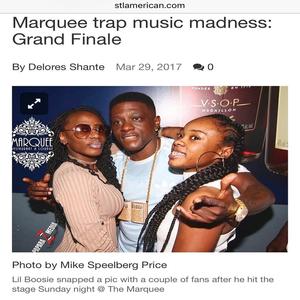 stlamerican.com
Marquee trap music madness:
Grand Finale
By Delores Shante Mar 29, 2017 0
V·S·O·P
MARQUEE
Photo by Mike Speelberg Price
Lil Boosie snapped a pic with a couple of fans after he hit the
stage Sunday night @ The Marquee